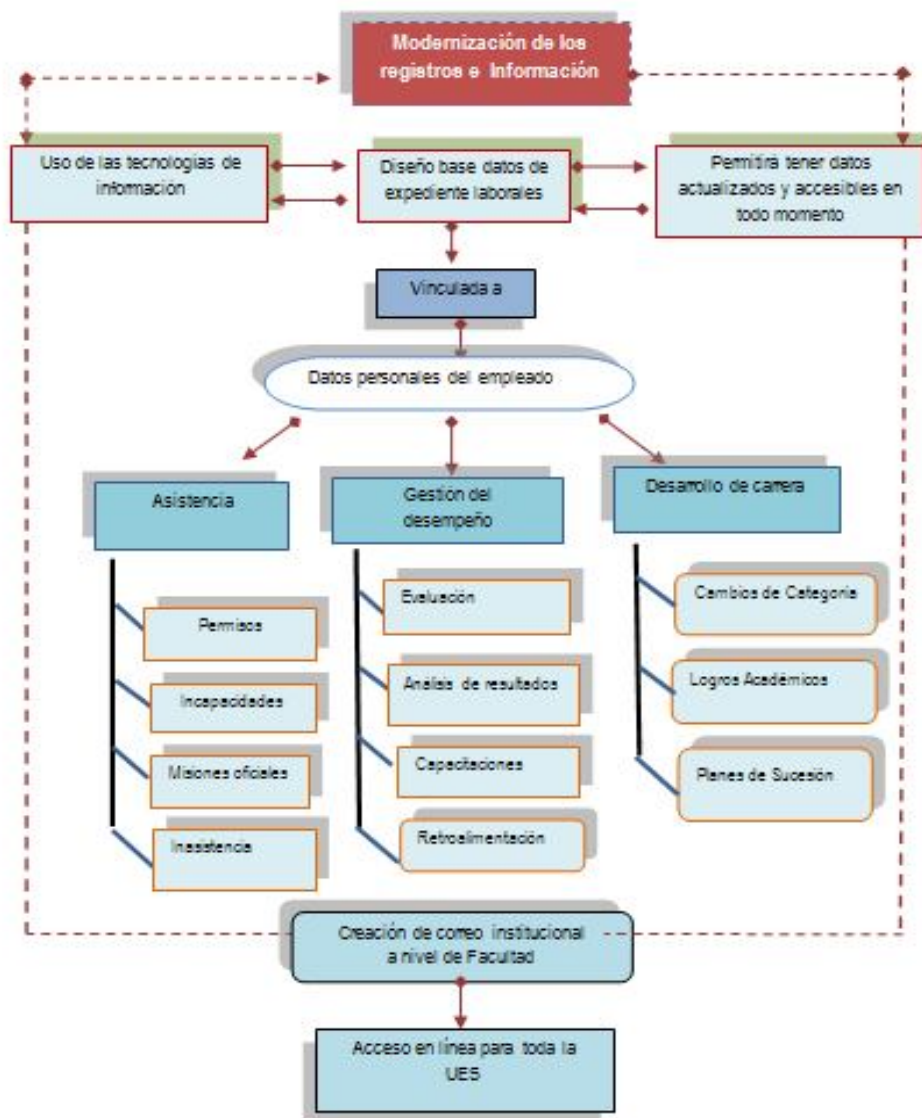 Modernización de los
registros e Información
Uso de las tecnologías de
información
Diseño base datos de
expediente laborales
Permitirá tener datos
actualizados y accesibles en
todo momento
Vinculada a
Datos personales del empleado
Asistencia
Gestión del
desempeño
Desarrollo de carrera
Permisos
Incapacidades
Misiones oficiales
Inasistencia
Evaluación
Análisis de resultados
Capacitaciones
Retroalimentación
Cambios de Categoría
Logros Académicos
Planes de Sucesión
Creación de correo institucional
a nivel de Facultad
Acceso en línea para toda la
UES